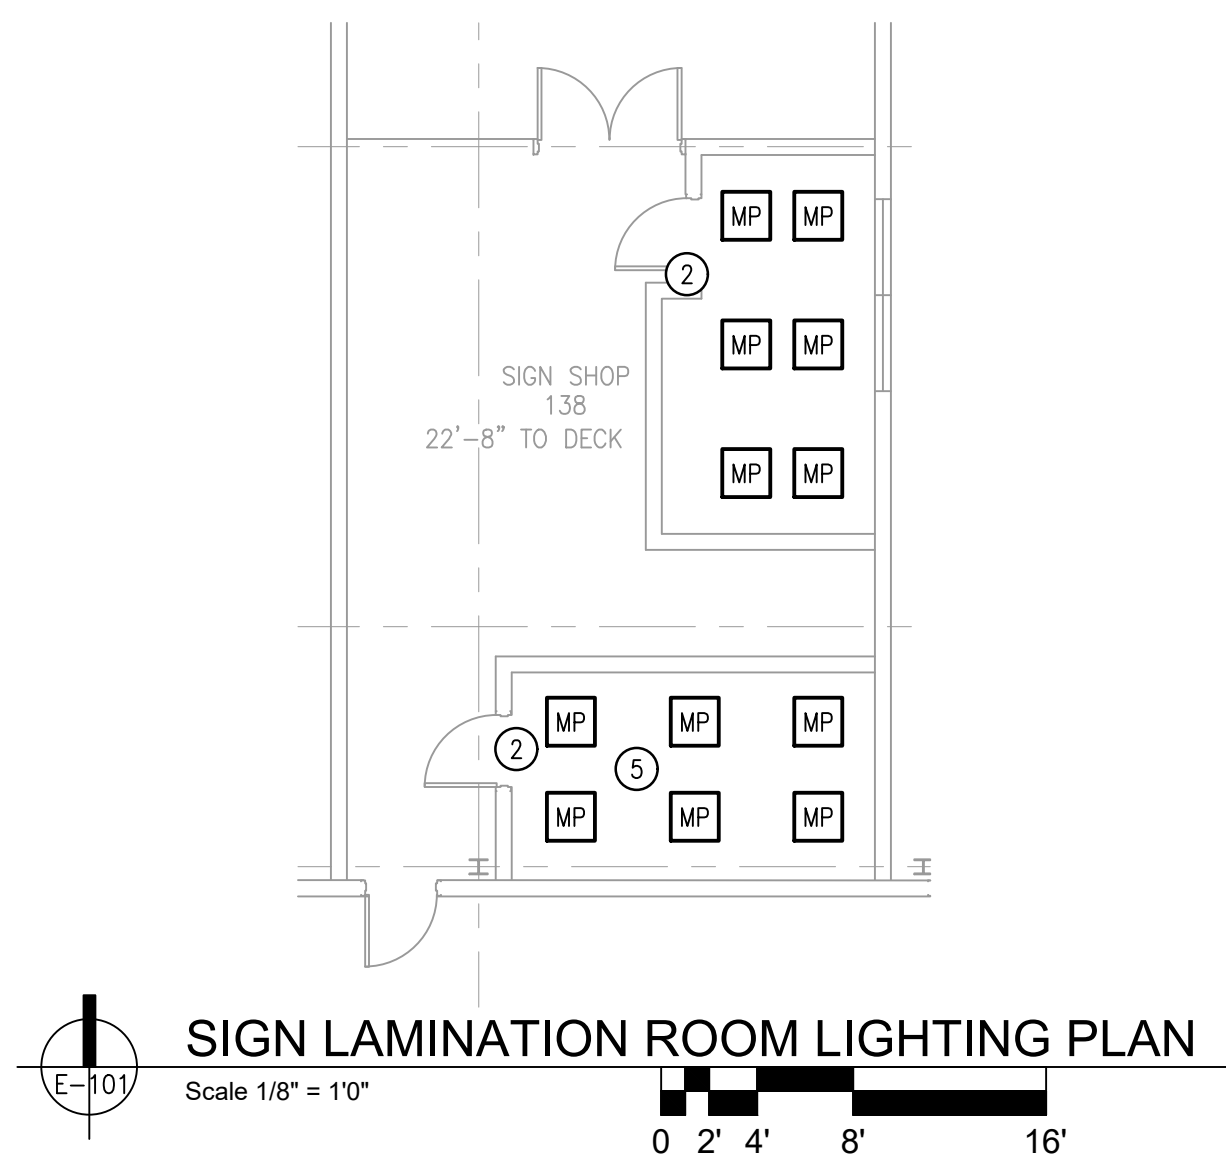 MP MP
2
MP MP
SIGN SHOP
138
22'-8" TO DECK
MP MP
MP MP MP
2
5
MP MP MP
SIGN LAMINATION ROOM LIGHTING PLAN
E-101
Scale 1/8" = 1'0"
0 2' 4' 8' 16'